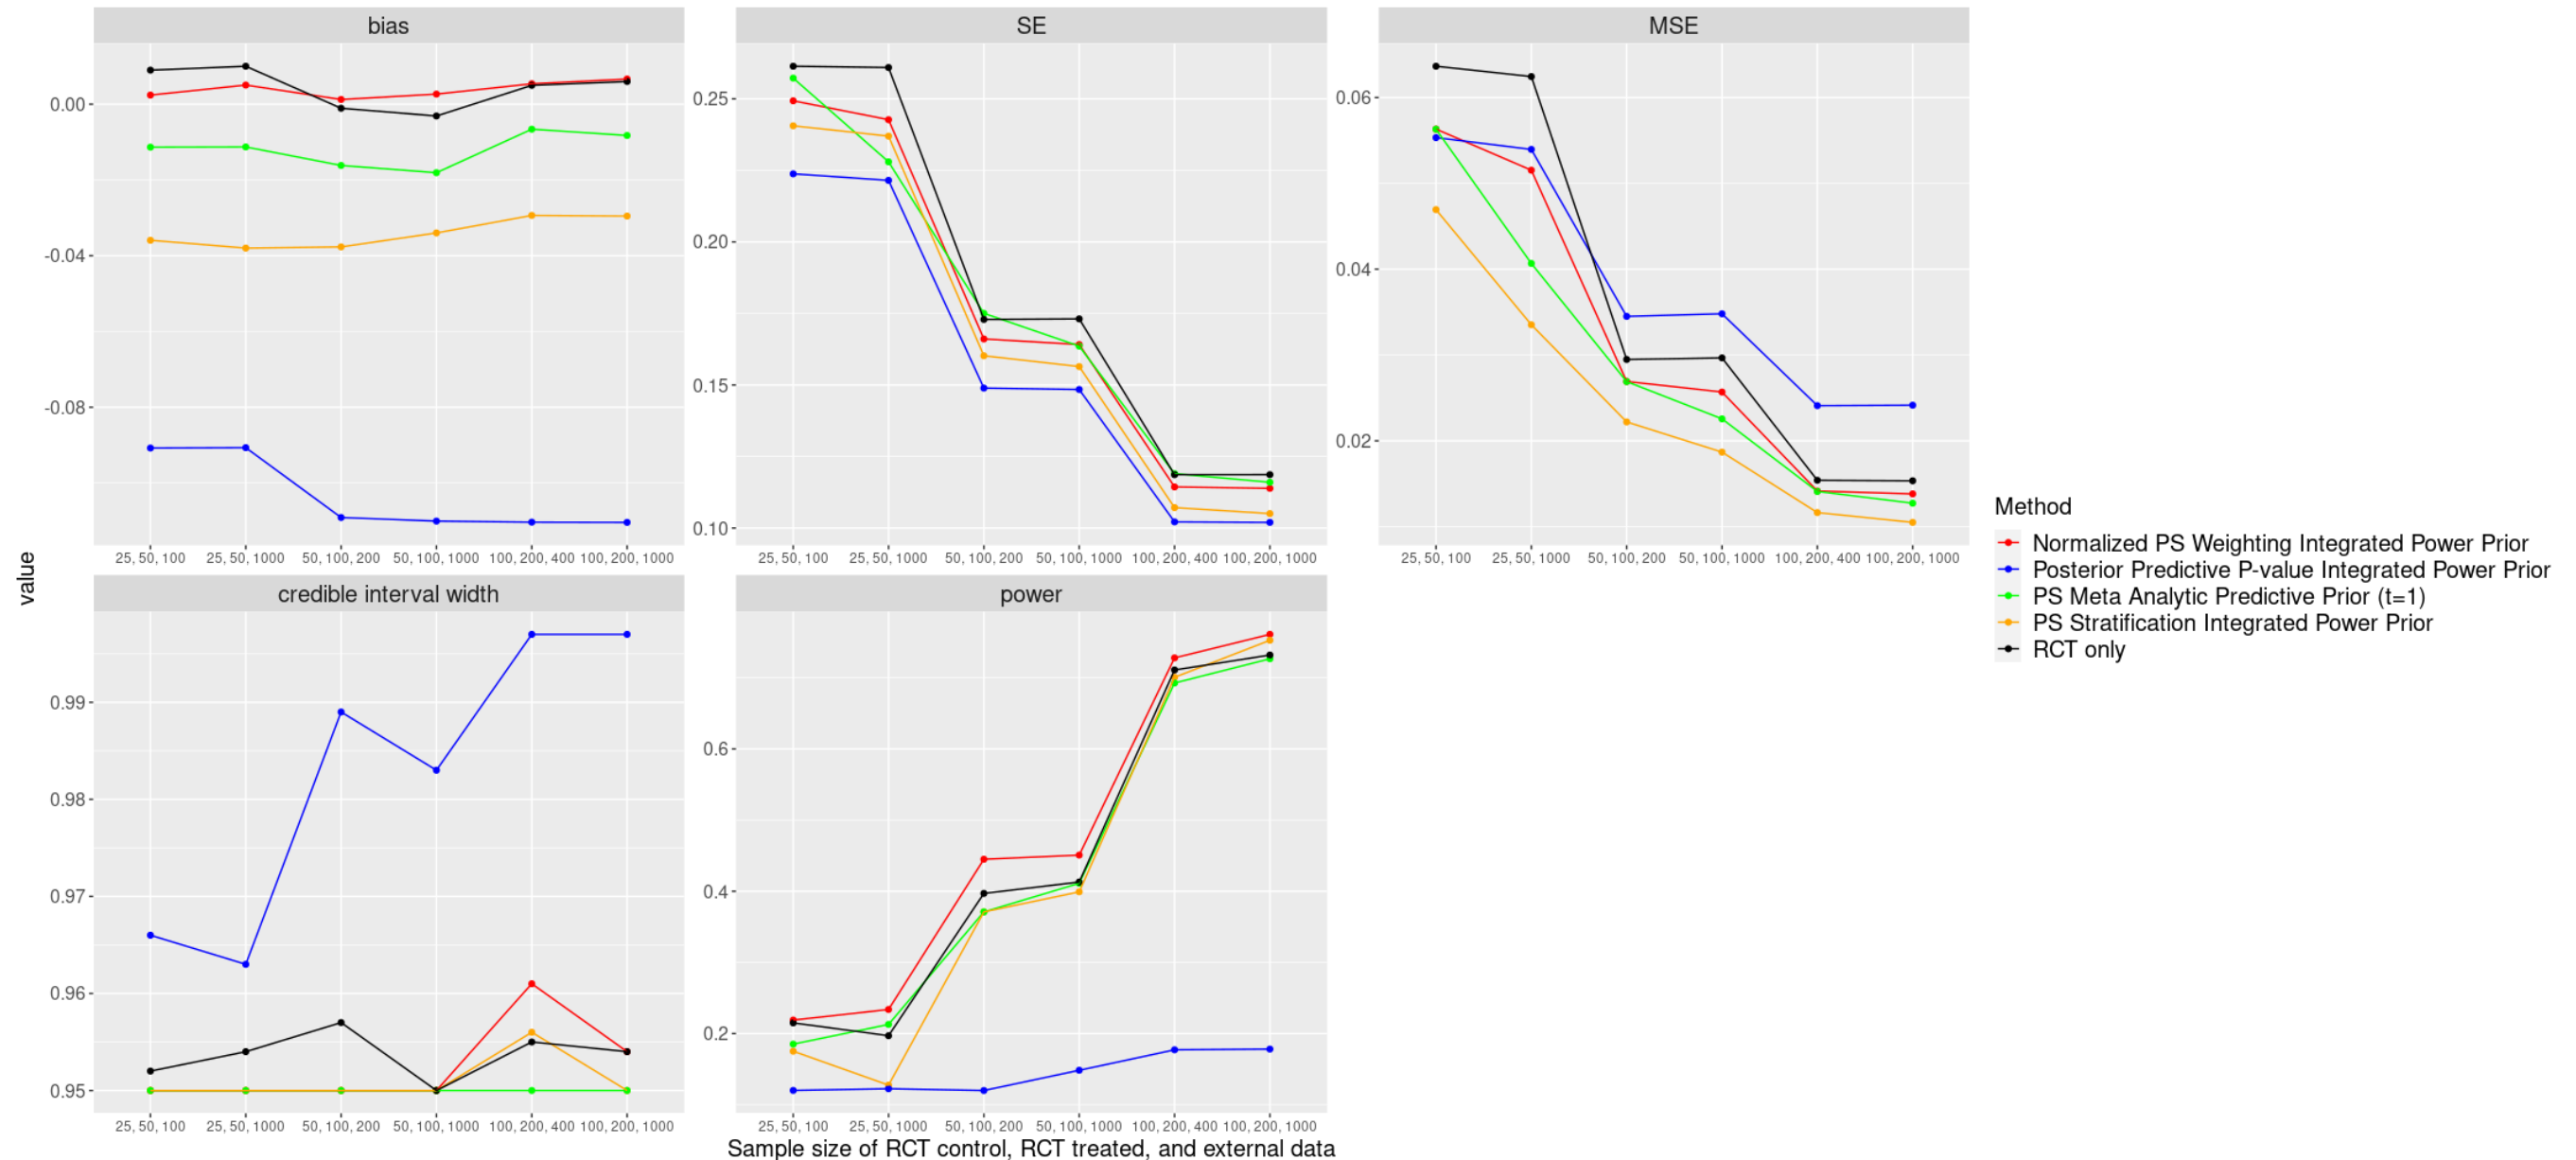 bias
SE
MSE
0.00
-0.04
-0.08
0.25
0.20
0.15
0.10
0.06
0.04
0.02
25, 50, 100 25, 50, 1000 50, 100, 200 50, 100, 1000 100, 200, 400 100, 200, 1000
25, 50, 100 25, 50, 1000 50, 100, 200 50, 100, 1000 100, 200, 400 100, 200, 1000
25, 50, 100 25, 50, 1000 50, 100, 200 50, 100, 1000 100, 200, 400 100, 200, 1000
value
credible interval width
power
0.99
0.98
0.97
0.96
0.95
0.6
0.4
0.2
25, 50, 100 25, 50, 1000 50, 100, 200 50, 100, 1000 100, 200, 400 100, 200, 1000
25, 50, 100 25, 50, 1000 50, 100, 200 50, 100, 1000 100, 200, 400 100, 200, 1000
Sample size of RCT control, RCT treated, and external data
Method
Normalized PS Weighting Integrated Power Prior
Posterior Predictive P-value Integrated Power Prior
PS Meta Analytic Predictive Prior (t=1)
PS Stratification Integrated Power Prior
RCT only